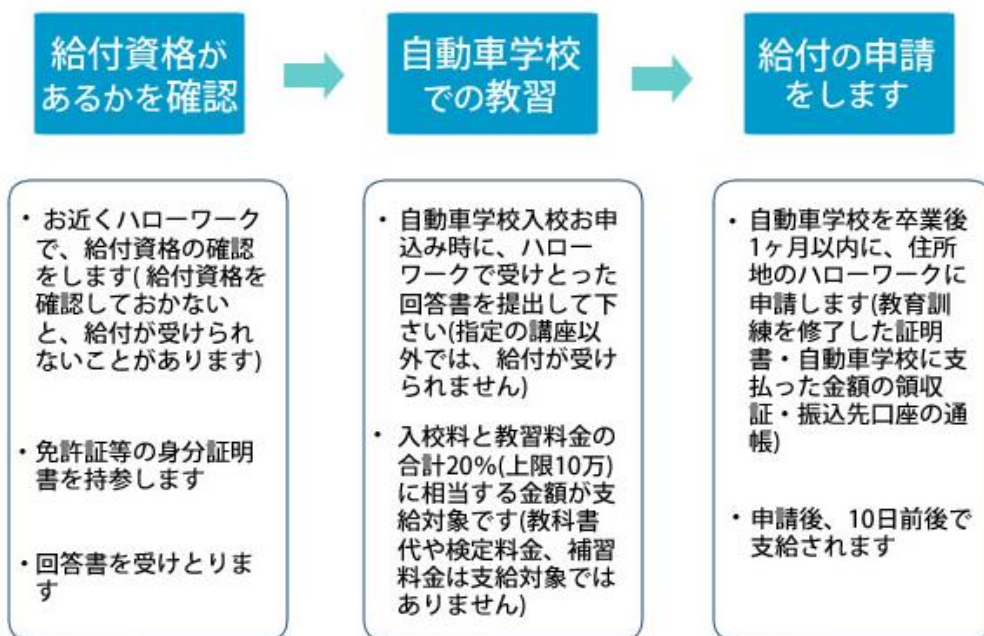 給付資格が
あるかを確認
自動車学校
での教習
給付の申請
をします
・ お近くハローワーク
で、給付資格の確認
をします( 給付資格を
確認しておかない
と、給付が受けられ
ないことがあります)
・免許証等の身分証明
書を持参します
・回答書を受けとりま
す
・ 自動車学校入校お申
込み時に、ハロー
ワークで受けとった
回答書を提出して下
さい(指定の講座以
外では、給付が受け
られません)
・ 入校料と教習料金の
合計20%(上限10万)
に相当する金額が支
給対象です(教科書
代や検定料金、補習
料金は支給対象では
ありません)
・ 自動車学校を卒業後
1ヶ月以内に、住所
地のハローワークに
申請します(教育訓
練を修了した証明
書・自動車学校に支
払った金額の領収
証・振込先口座の通
帳)
・ 申請後、10日前後で
支給されます